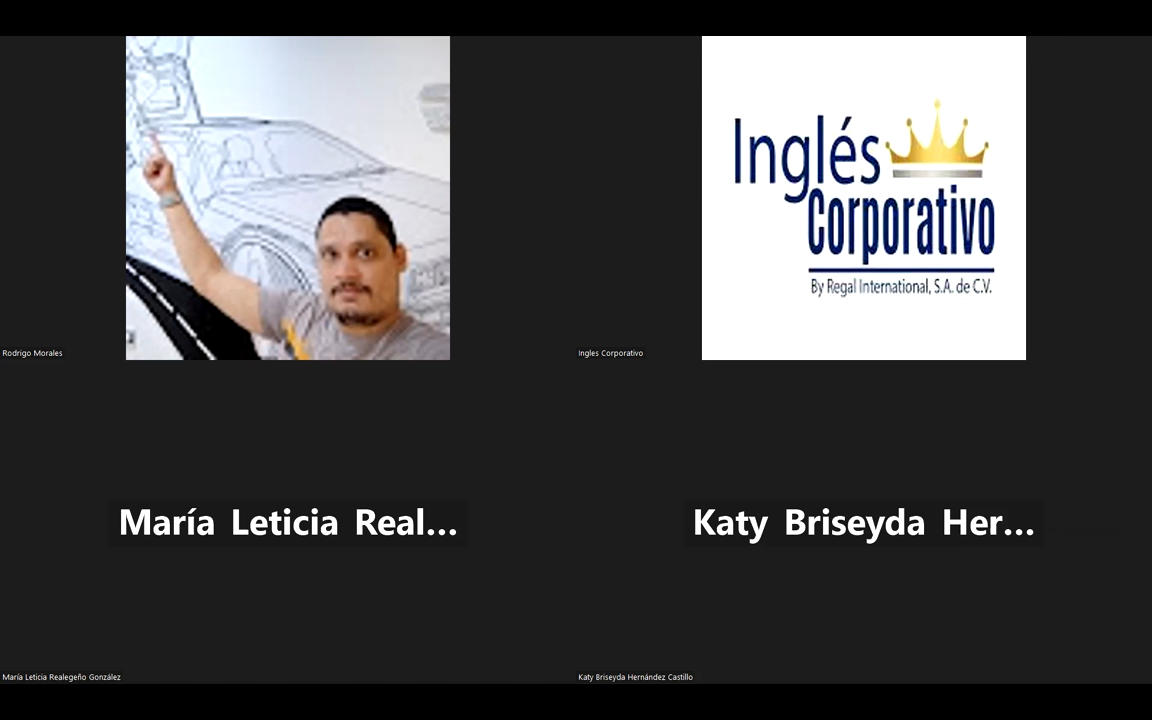 Rodrigo Morales
Inglés
Corporativo
By Regal International, S.A. de C.V.
Ingles Corporativo
María Leticia Real...
Katy Briseyda Her...
María Leticia Realegeño González
Katy Briseyda Hernández Castillo